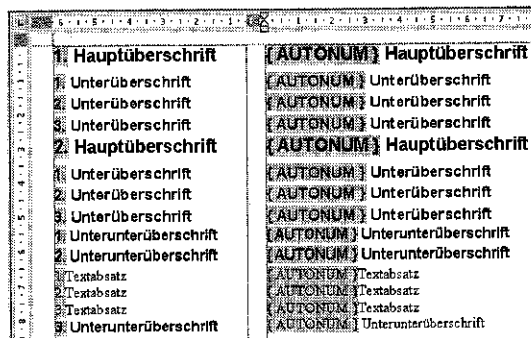 1. Hauptüberschrift
1. Unterüberschrift
2. Unterüberschrift
3. Unterüberschrift
2. Hauptüberschrift
1. Unterüberschrift
2. Unterüberschrift
3. Unterüberschrift
1. Unterunterüberschrift
2. Unterunterüberschrift
1. Textabsatz
2. Textabsatz
3. Textabsatz
3. Unterunterüberschrift
{ AUTONUM } Hauptüberschrift
{ AUTONUM } Unterüberschrift
{ AUTONUM } Unterüberschrift
{ AUTONUM } Unterüberschrift
{ AUTONUM } Hauptüberschrift
{ AUTONUM } Unterüberschrift
{ AUTONUM } Unterüberschrift
{ AUTONUM } Unterüberschrift
{ AUTONUM } Unterunterüberschrift
{ AUTONUM } Unterunterüberschrift
{ AUTONUM }Textabsatz
{ AUTONUM }Textabsatz
{ AUTONUM }Textabsatz
{ AUTONUM } Unterunterüberschrift